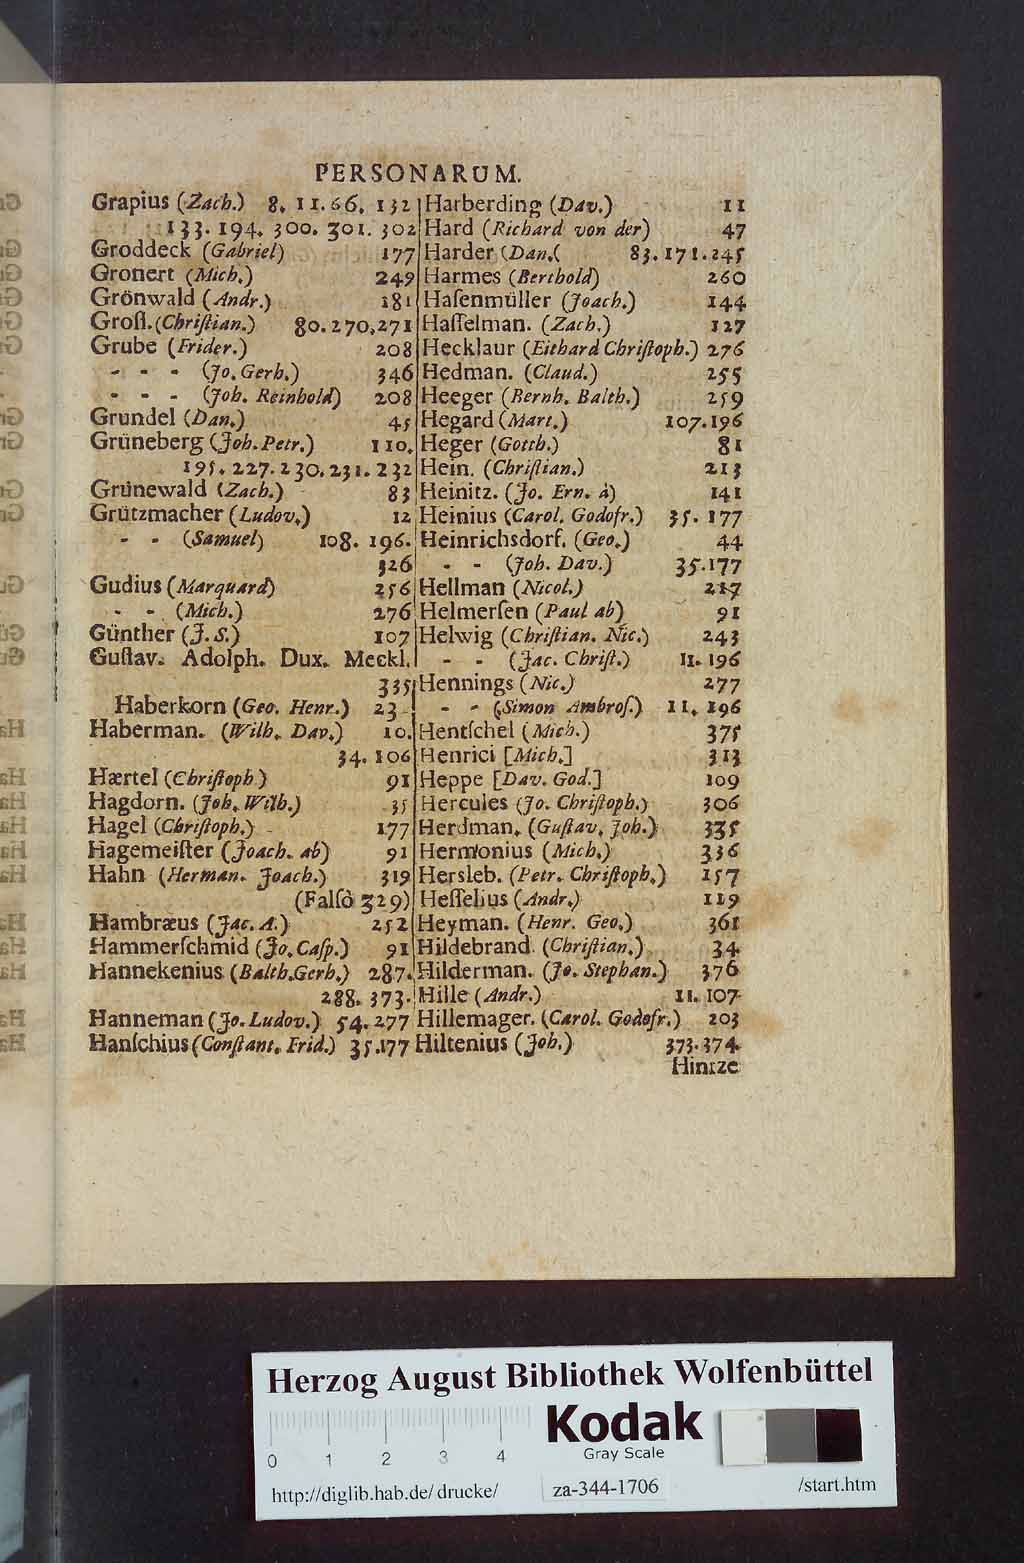 PERSONARUM.
Grapius (Zach.) 8. 11. 66. 132
133. 194. 300. 301. 302
Groddeck (Gabriel) 177
Gronert (Mich.) 249
Grönwald (Andr.) 181
Groſſ. (Chriſtian.) 80. 270, 271
Grube (Frider.) 208
- - - (Jo. Gerh.) 346
- - - (Joh. Reinhold) 208
Grundel (Dan.) 45
Grüneberg (Joh. Petr.) 110.
195. 227. 230. 231. 232
Grünewald (Zach.) 83
Grützmacher (Ludov.) 12
- - (Samuel) 108. 196.
326
Gudius (Marquard) 256
- - (Mich.) 276
Günther (J. S.) 107
Guſtav. Adolph. Dux. Meckl.
335
Haberkorn (Geo. Henr.) 23
Haberman. (Wilh. Dav.) 10.
34. 106
Hærtel (Chriſtoph.) 91
Hagdorn. (Joh. Wilh.) 35
Hagel (Chriſtoph.) 177
Hagemeiſter (Joach. ab) 91
Hahn (Herman. Joach.) 319
(Falſò 329)
Hambræus (Jac. A.) 252
Hammerſchmid (Jo. Caſp.) 91
Hannekenius (Balth. Gerh.) 287.
288. 373.
Hanneman (Jo. Ludov.) 54. 277
Hanſchius (Conſtant. Frid.) 35. 177
Harberding (Dav.) 11
Hard (Richard von der) 47
Harder (Dan.( 83. 171. 245
Harmes (Berthold) 260
Haſenmüller (Joach.) 144
Haſſelman. (Zach.) 127
Hecklaur (Eithard Chriſtoph.) 276
Hedman. (Claud.) 255
Heeger (Bernh. Balth.) 259
Hegard (Mart.) 107. 196
Heger (Gotth.) 81
Hein. (Chriſtian.) 213
Heinitz. (Jo. Ern. à) 141
Heinius (Carol. Godofr.) 35. 177
Heinrichsdorf. (Geo.) 44
- - (Joh. Dav.) 35. 177
Hellman (Nicol.) 217
Helmerſen (Paul ab) 91
Helwig (Chriſtian. Nic.) 243
- - (Jac. Chriſt.) 11. 196
Hennings (Nic.) 277
- - (Simon Ambroſ.) 11. 196
Hentſchel (Mich.) 375
Henrici [Mich.] 313
Heppe [Dav. God.] 109
Hercules (Jo. Chriſtoph.) 306
Herdman. (Guſtav. Joh.) 335
Hermonius (Mich.) 336
Hersleb. (Petr. Chriſtoph.) 257
Heſſelius (Andr.) 119
Heyman. (Henr. Geo.) 361
Hildebrand. (Chriſtian.) 34
Hilderman. (Jo. Stephan.) 376
Hille (Andr.) 11. 107
Hillemager. (Carol. Godofr.) 203
Hiltenius (Joh.) 373. 374
Hintze
Herzog August Bibliothek Wolfenbüttel
Kodak
Gray Scale
0 1 2 3 4
http://diglib.hab.de/drucke/ za-344-1706 /start.htm